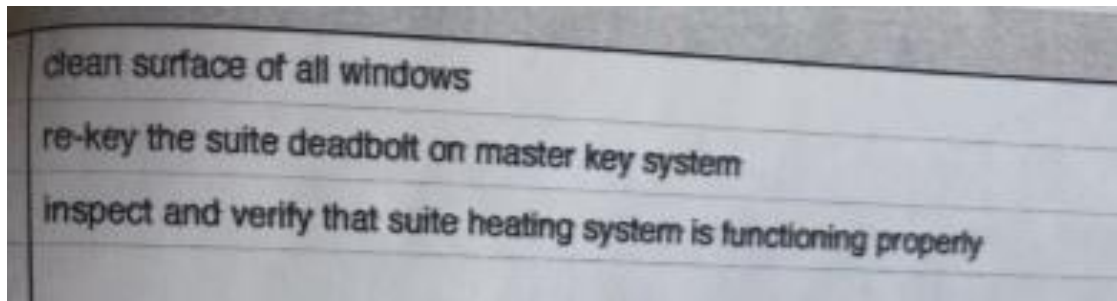 clean surface of all windows
re-key the suite deadbolt on master key system
inspect and verify that suite heating system is functioning properly